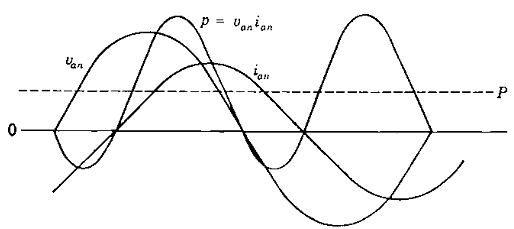 p = v_an i_an
v_an
i_an
P
0